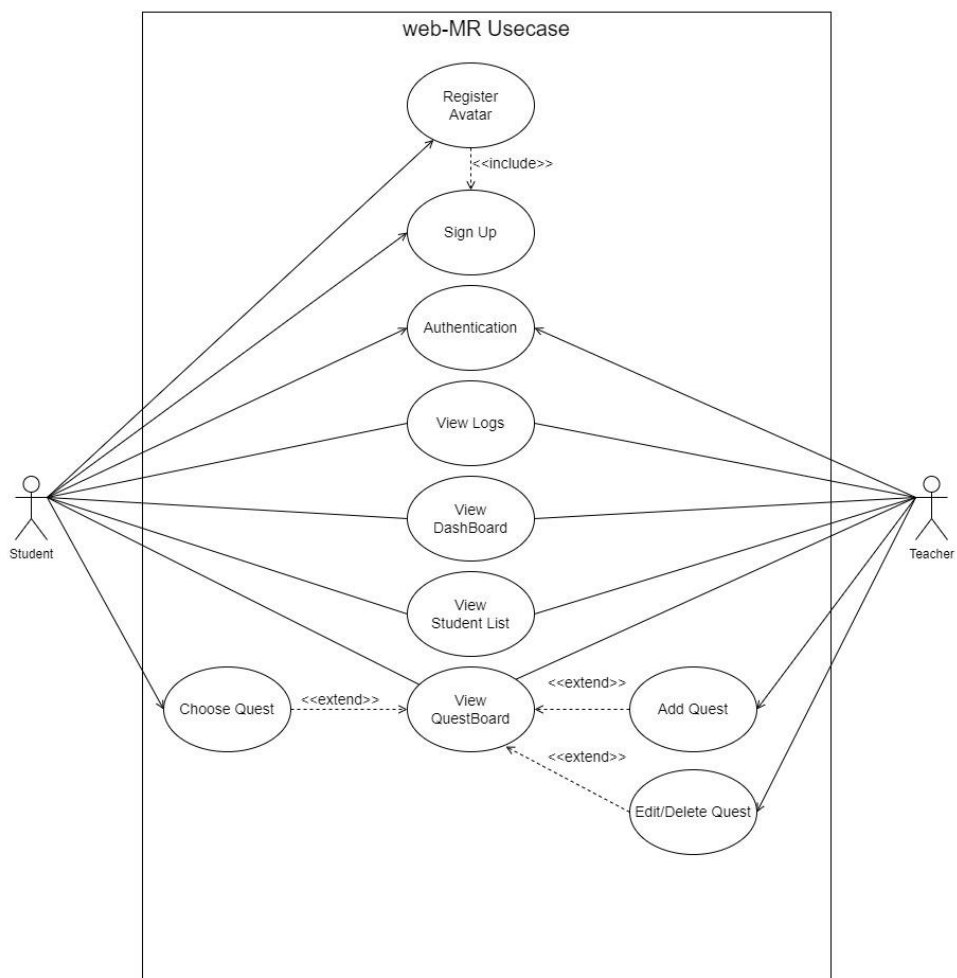 web-MR Usecase
Register
Avatar
<<include>>
Sign Up
Authentication
View Logs
View
DashBoard
Student
Teacher
View
Student List
Choose Quest
<<extend>>
View
QuestBoard
<<extend>>
Add Quest
<<extend>>
Edit/Delete Quest